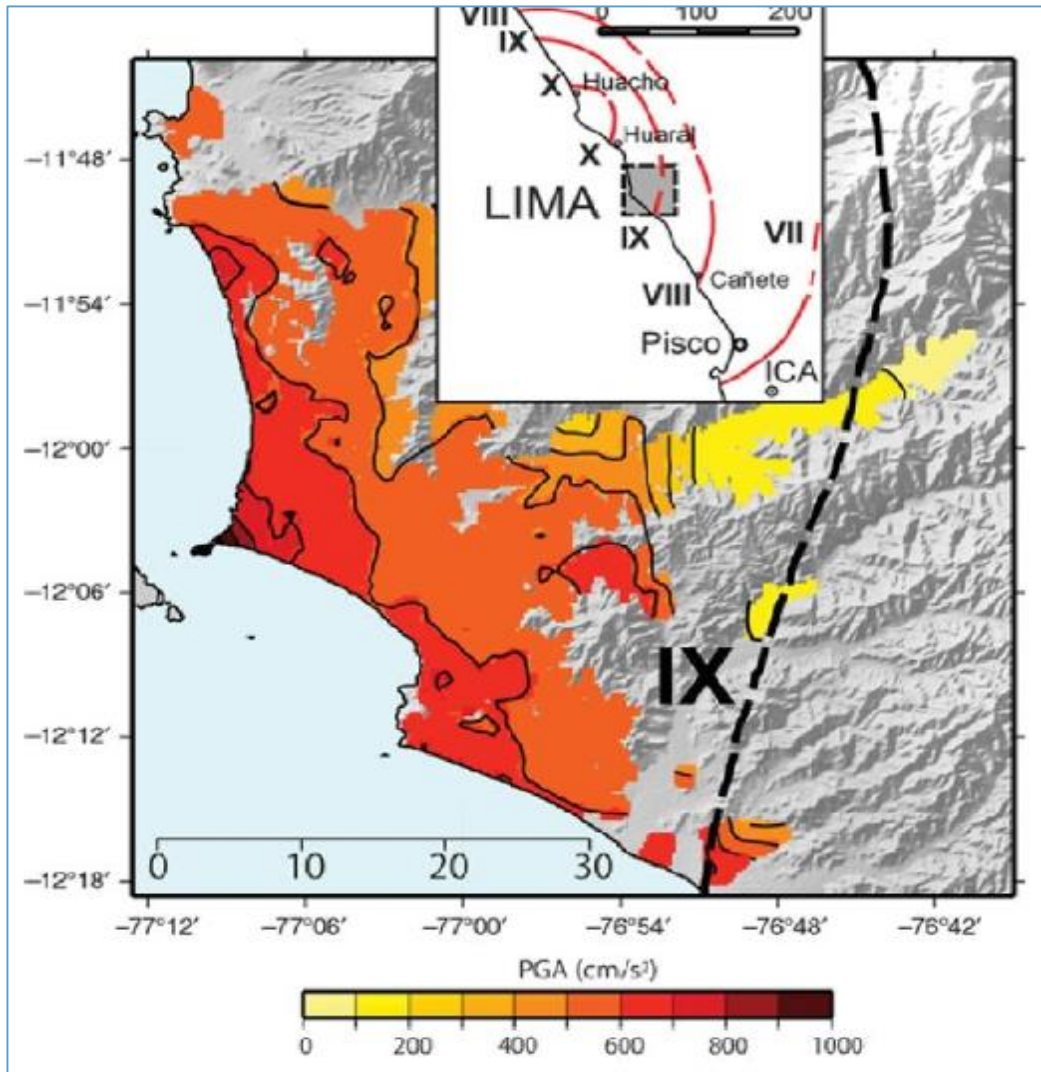 0 100 200
VIII
IX
X
Huacho
Huaral
X
LIMA
IX
VII
VIII
Cañete
Pisco
ICA
−11°48′
−11°54′
−12°00′
−12°06′
−12°12′
−12°18′
IX
0 10 20 30
−77°12′ −77°06′ −77°00′ −76°54′ −76°48′ −76°42′
PGA (cm/s²)
0 200 400 600 800 1000